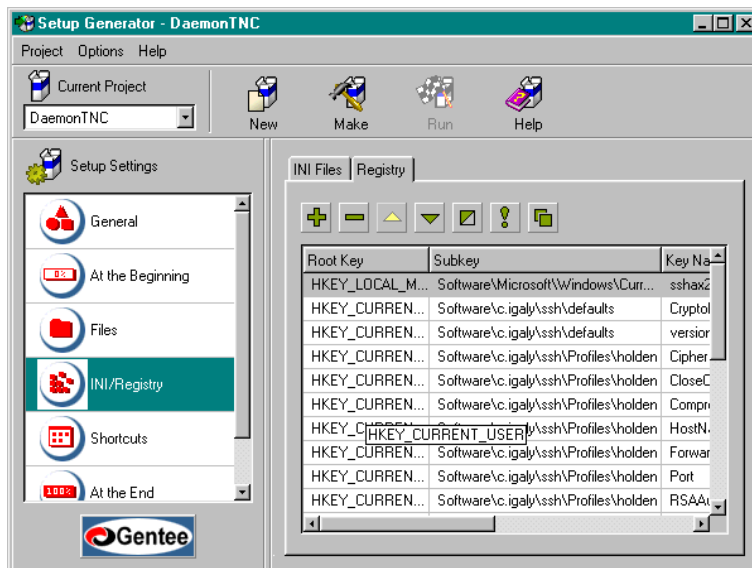 Setup Generator - DaemonTNC
Project Options Help
Current Project
DaemonTNC
New Make Run Help
Setup Settings
General
0%
At the Beginning
Files
INI/Registry
Shortcuts
100%
At the End
Gentee
INI Files Registry
Root Key Subkey Key Na
HKEY_LOCAL_M... Software\Microsoft\Windows\Curr... sshax2
HKEY_CURREN... Software\c.igaly\ssh\defaults Cryptol
HKEY_CURREN... Software\c.igaly\ssh\defaults version
HKEY_CURREN... Software\c.igaly\ssh\Profiles\holden Cipher
HKEY_CURREN... Software\c.igaly\ssh\Profiles\holden CloseC
HKEY_CURREN... Software\c.igaly\ssh\Profiles\holden Compre
HKEY_CURREN... Software\c.igaly\ssh\Profiles\holden HostN
HKEY_CURRENT_USER
HKEY_CURREN... Software\c.igaly\ssh\Profiles\holden Forwar
HKEY_CURREN... Software\c.igaly\ssh\Profiles\holden Port
HKEY_CURREN... Software\c.igaly\ssh\Profiles\holden RSAAu